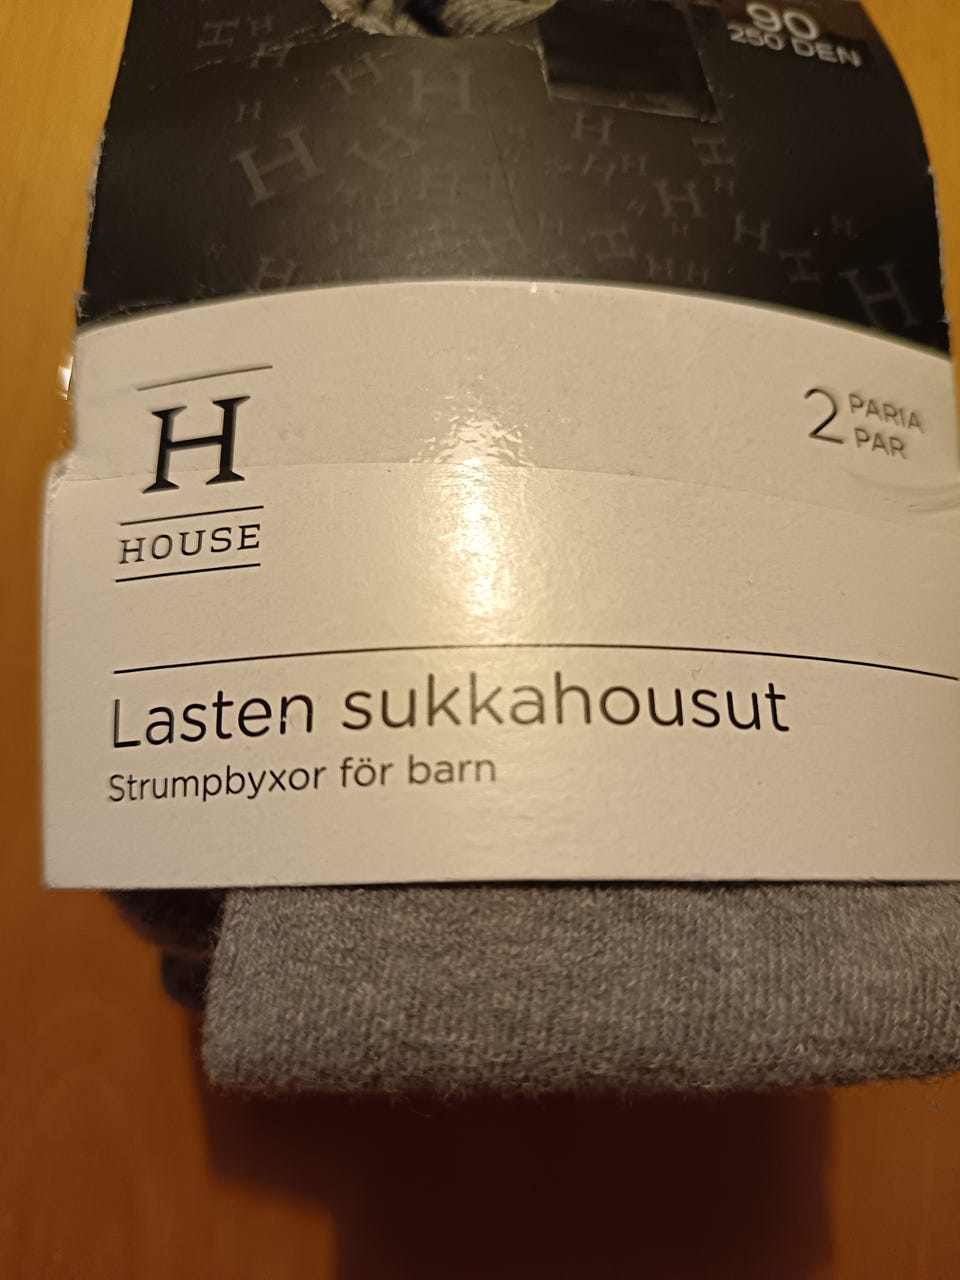 90
250 DEN
H
HOUSE
2 PARIA
PAR
Lasten sukkahousut
Strumpbyxor för barn